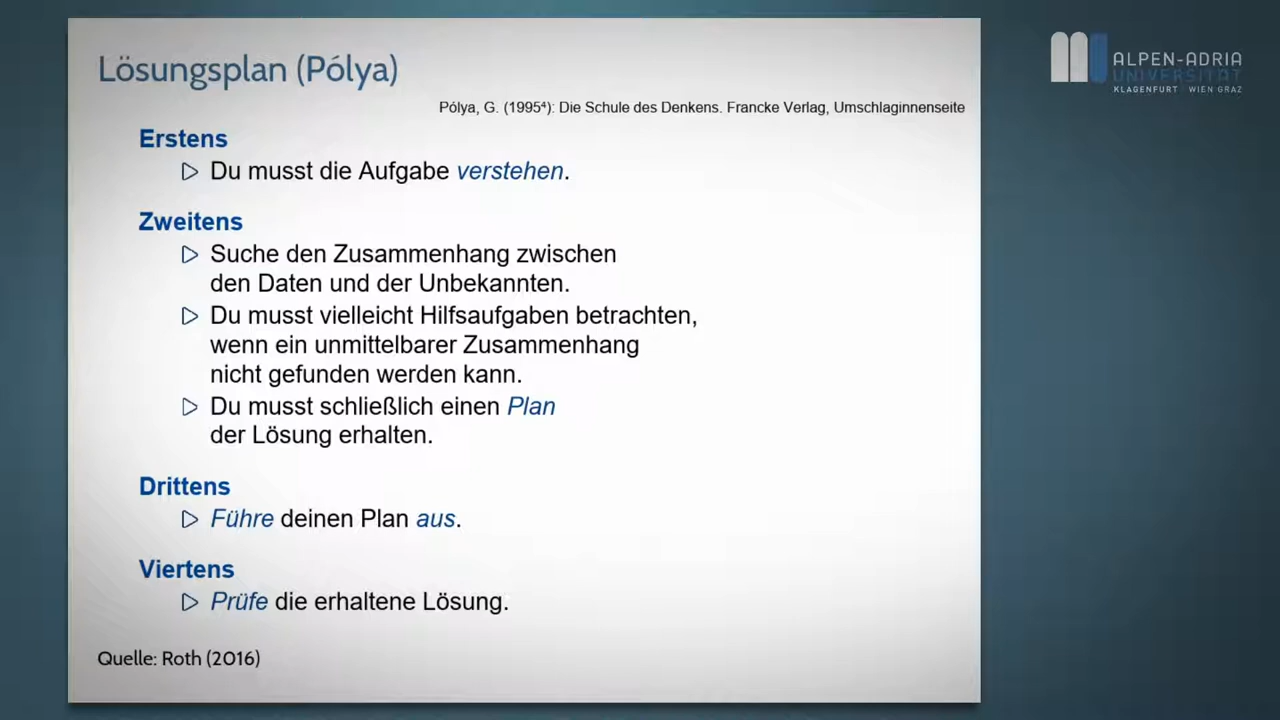 Lösungsplan (Pólya)
Pólya, G. (1995⁴): Die Schule des Denkens. Francke Verlag, Umschlaginnenseite
Erstens
Du musst die Aufgabe verstehen.
Zweitens
Suche den Zusammenhang zwischen
den Daten und der Unbekannten.
Du musst vielleicht Hilfsaufgaben betrachten,
wenn ein unmittelbarer Zusammenhang
nicht gefunden werden kann.
Du musst schließlich einen Plan
der Lösung erhalten.
Drittens
Führe deinen Plan aus.
Viertens
Prüfe die erhaltene Lösung.
Quelle: Roth (2016)
ALPEN-ADRIA
UNIVERSITÄT
KLAGENFURT WIEN GRAZ